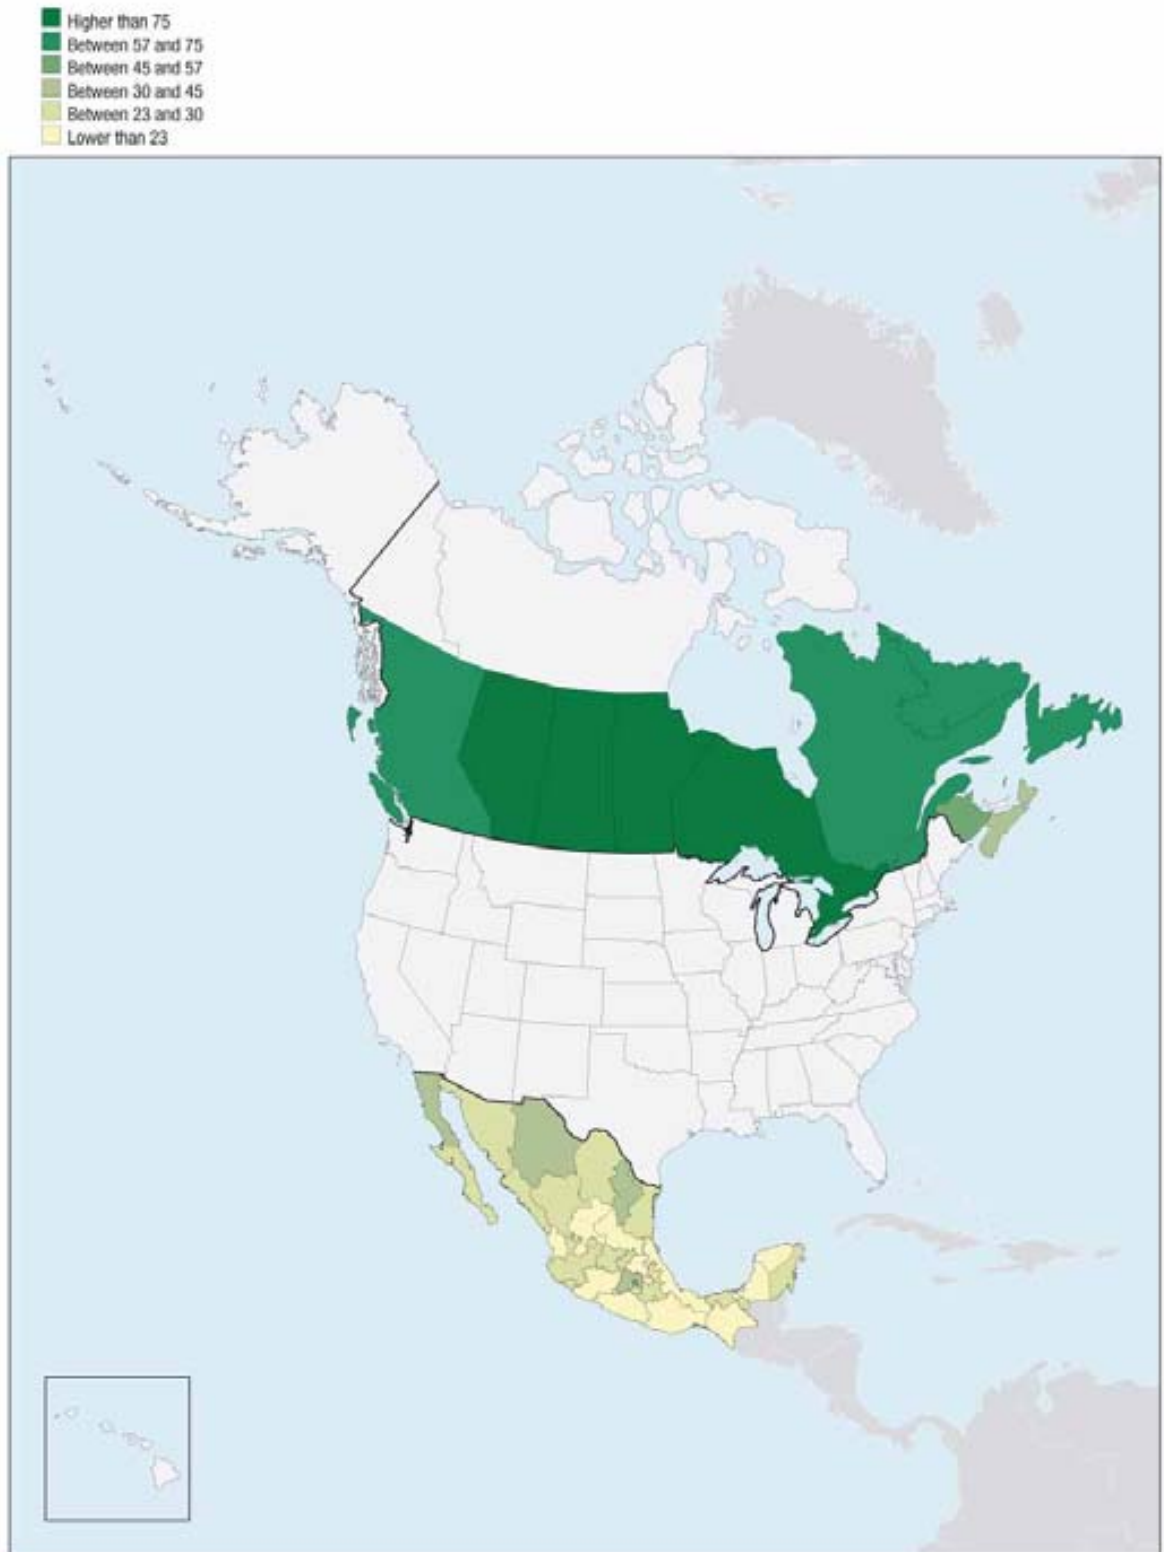 Higher than 75
Between 57 and 75
Between 45 and 57
Between 30 and 45
Between 23 and 30
Lower than 23